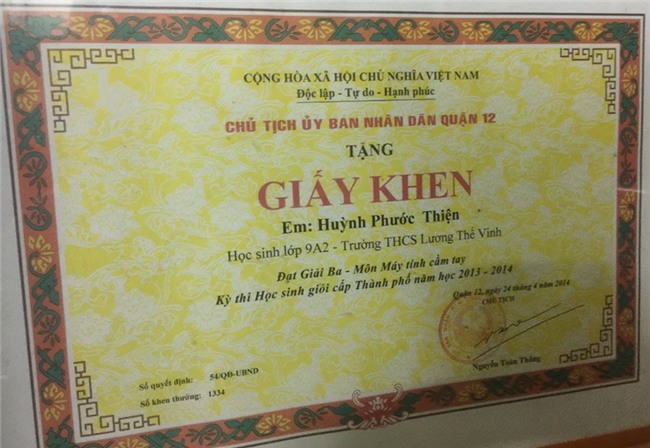 CỘNG HÒA XÃ HỘI CHỦ NGHĨA VIỆT NAM
Độc lập - Tự do - Hạnh phúc
CHỦ TỊCH ỦY BAN NHÂN DÂN QUẬN 12
TẶNG
GIẤY KHEN
Em: Huỳnh Phước Thiện
Học sinh lớp 9A2 - Trường THCS Lương Thế Vinh
Đạt Giải Ba - Môn Máy tính cầm tay
Kỳ thi Học sinh giỏi cấp Thành phố năm học 2013 - 2014
Quận 12, ngày 24 tháng 4 năm 2014
CHỦ TỊCH
Nguyễn Toàn Thắng
Số quyết định: 54/QĐ-UBND
Số khen thưởng: 1334